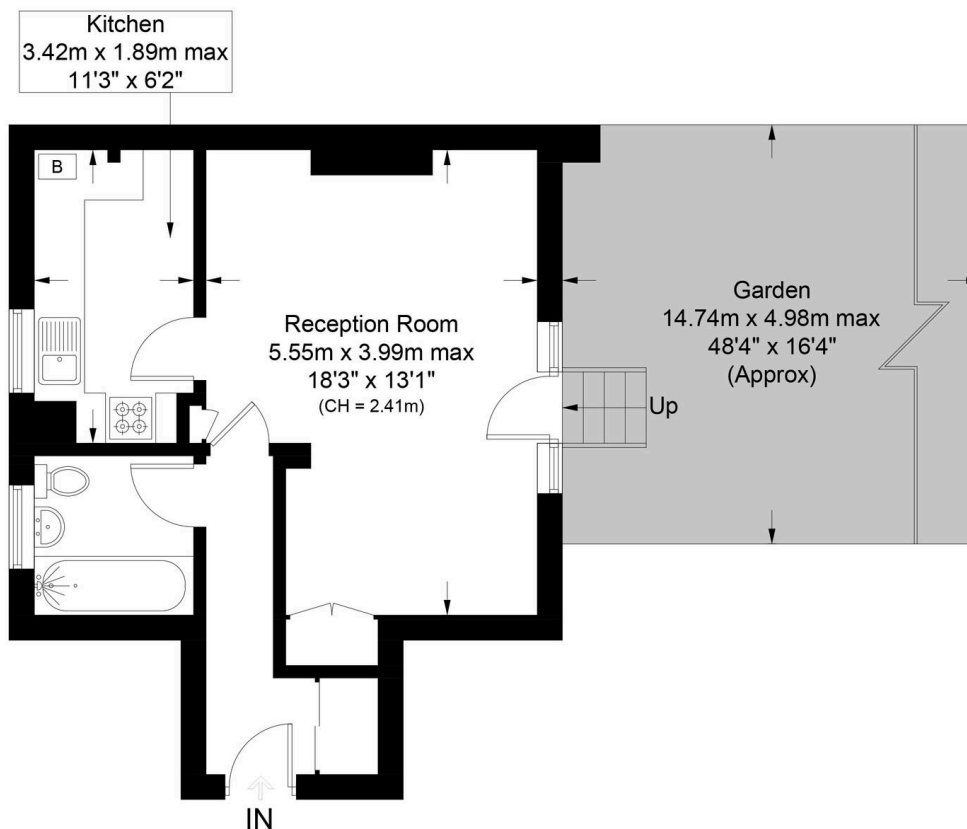 Kitchen
3.42m x 1.89m max
11'3" x 6'2"
B
Reception Room
5.55m x 3.99m max
18'3" x 13'1"
(CH = 2.41m)
Garden
14.74m x 4.98m max
48'4" x 16'4"
(Approx)
Up
IN